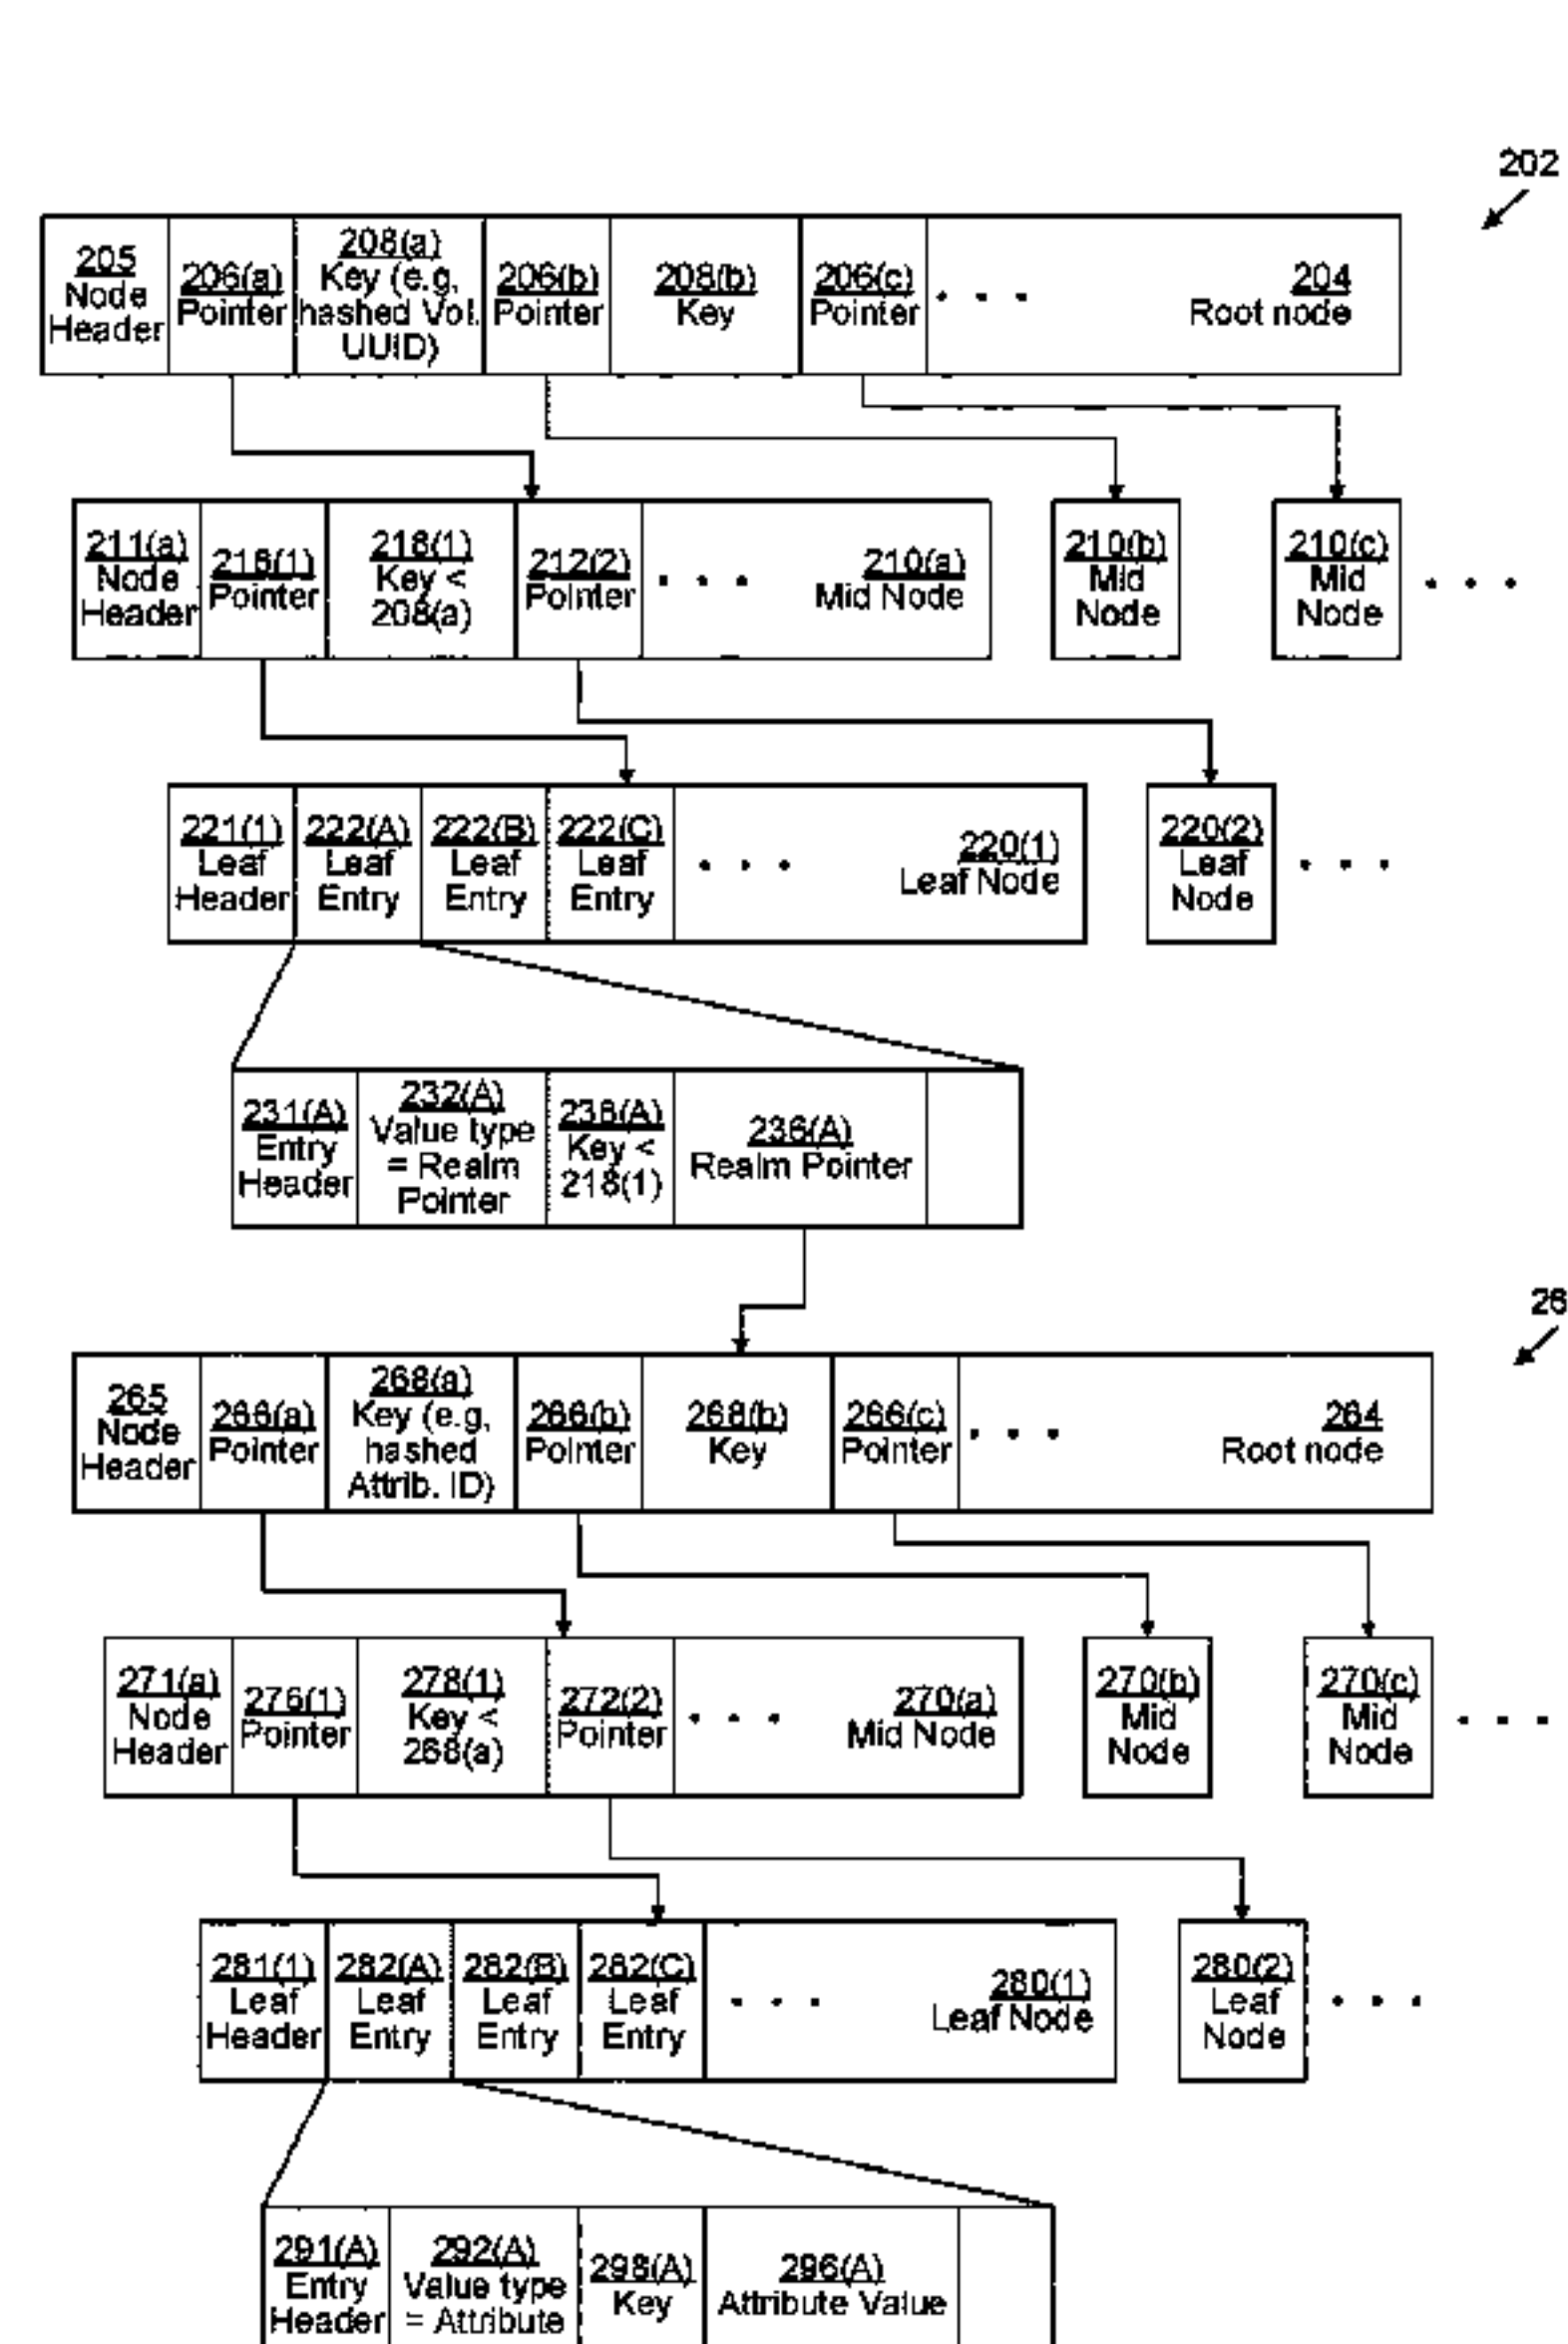 202
205
Node
Header
206(a)
Pointer
208(a)
Key (e.g,
hashed Vol.
UUID)
206(b)
Pointer
208(b)
Key
206(c)
Pointer
. . .
204
Root node
211(a)
Node
Header
216(1)
Pointer
218(1)
Key <
208(a)
212(2)
Pointer
. . .
210(a)
Mid Node
210(b)
Mid
Node
210(c)
Mid
Node
. . .
221(1)
Leaf
Header
222(A)
Leaf
Entry
222(B)
Leaf
Entry
222(C)
Leaf
Entry
. . .
220(1)
Leaf Node
220(2)
Leaf
Node
. . .
231(A)
Entry
Header
232(A)
Value type
= Realm
Pointer
238(A)
Key <
218(1)
236(A)
Realm Pointer
26
265
Node
Header
266(a)
Pointer
268(a)
Key (e.g,
hashed
Attrib. ID)
266(b)
Pointer
268(b)
Key
266(c)
Pointer
. . .
264
Root node
271(a)
Node
Header
276(1)
Pointer
278(1)
Key <
268(a)
272(2)
Pointer
. . .
270(a)
Mid Node
270(b)
Mid
Node
270(c)
Mid
Node
. . .
281(1)
Leaf
Header
282(A)
Leaf
Entry
282(B)
Leaf
Entry
282(C)
Leaf
Entry
. . .
280(1)
Leaf Node
280(2)
Leaf
Node
. . .
291(A)
Entry
Header
292(A)
Value type
= Attribute
298(A)
Key
296(A)
Attribute Value